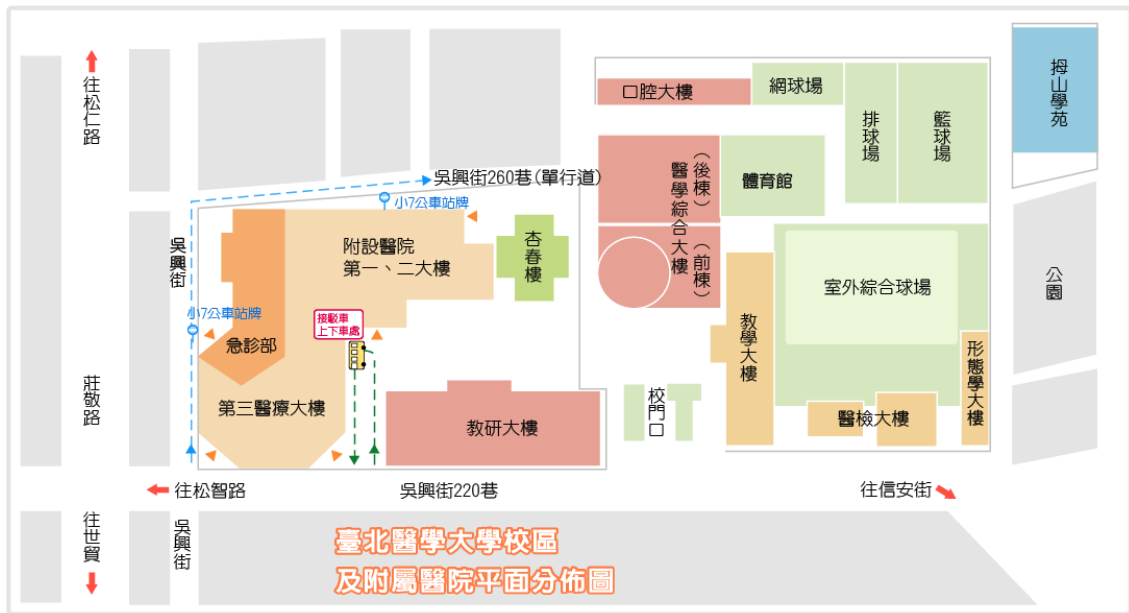 往松仁路
口腔大樓
網球場
排球場
籃球場
拇山學苑
吳興街260巷(單行道)
小7公車站牌
醫學綜合大樓
(後棟)
(前棟)
體育館
吳興街
附設醫院
第一、二大樓
杏春樓
室外綜合球場
公園
小7公車站牌
接駁車
上下車處
急診部
教學大樓
形態學大樓
莊敬路
第三醫療大樓
教研大樓
校門口
醫檢大樓
往松智路
吳興街220巷
往信安街
往世貿
吳興街
臺北醫學大學校區
及附屬醫院平面分佈圖